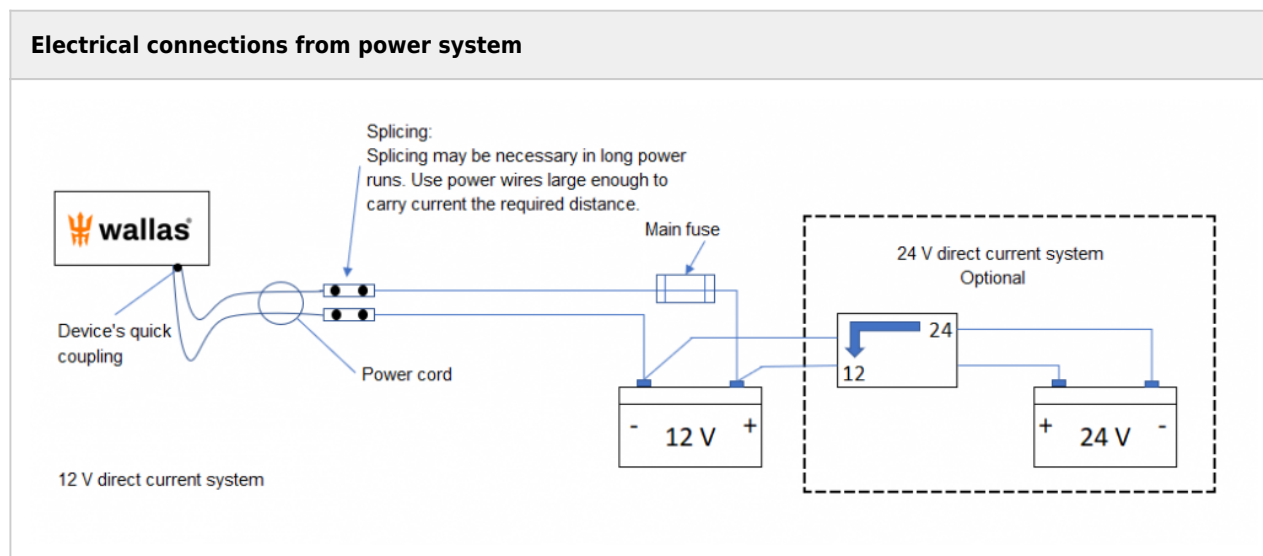 Electrical connections from power system
Splicing:
Splicing may be necessary in long power
runs. Use power wires large enough to
carry current the required distance.
wallas
Main fuse
24 V direct current system
Optional
Device's quick
coupling
Power cord
24
12
- 12 V +
+ 24 V -
12 V direct current system